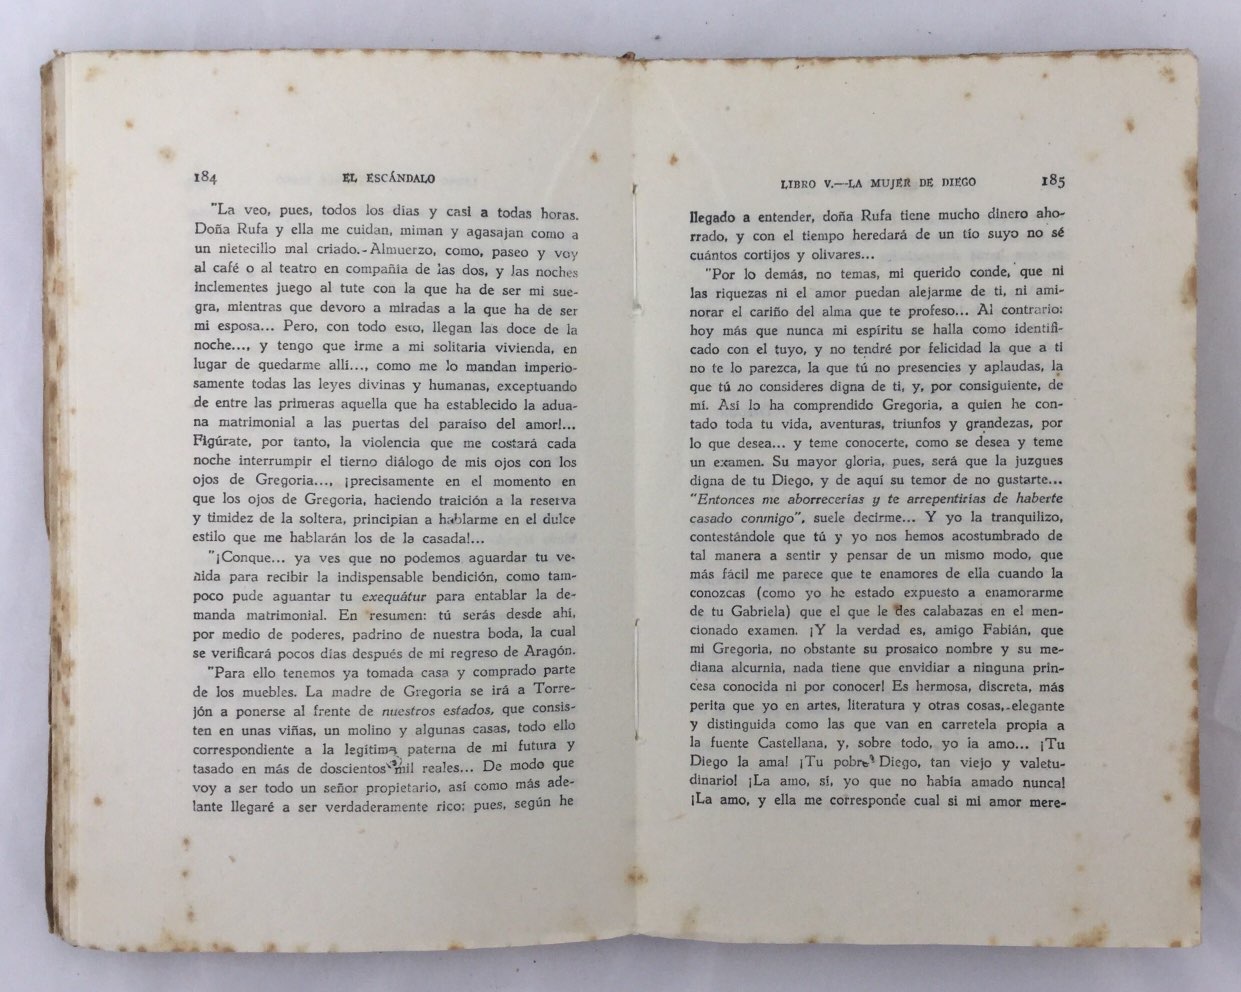 184
EL ESCÁNDALO
"La veo, pues, todos los días y casi a todas horas.
Doña Rufa y ella me cuidan, miman y agasajan como a
un nietecillo mal criado.-Almuerzo, como, paseo y voy
al café o al teatro en compañía de las dos, y las noches
inclementes juego al tute con la que ha de ser mi sue-
gra, mientras que devoro a miradas a la que ha de ser
mi esposa... Pero, con todo esto, llegan las doce de la
noche..., y tengo que irme a mi solitaria vivienda, en
lugar de quedarme allí..., como me lo mandan imperio-
samente todas las leyes divinas y humanas, exceptuando
de entre las primeras aquella que ha establecido la adua-
na matrimonial a las puertas del paraíso del amor!...
Figúrate, por tanto, la violencia que me costará cada
noche interrumpir el tierno diálogo de mis ojos con los
ojos de Gregoria..., ¡precisamente en el momento en
que los ojos de Gregoria, haciendo traición a la reserva
y timidez de la soltera, principian a hablarme en el dulce
estilo que me hablarán los de la casada!...
"¡Conque... ya ves que no podemos aguardar tu ve-
nida para recibir la indispensable bendición, como tam-
poco pude aguantar tu exequátur para entablar la de-
manda matrimonial. En resumen: tú serás desde ahí,
por medio de poderes, padrino de nuestra boda, la cual
se verificará pocos días después de mi regreso de Aragón.
"Para ello tenemos ya tomada casa y comprado parte
de los muebles. La madre de Gregoria se irá a Torre-
jón a ponerse al frente de nuestros estados, que consis-
ten en unas viñas, un molino y algunas casas, todo ello
correspondiente a la legítima paterna de mi futura y
tasado en más de doscientos mil reales... De modo que
voy a ser todo un señor propietario, así como más ade-
lante llegaré a ser verdaderamente rico; pues, según he
LIBRO V.—LA MUJER DE DIEGO
185
llegado a entender, doña Rufa tiene mucho dinero aho-
rrado, y con el tiempo heredará de un tío suyo no sé
cuántos cortijos y olivares...
"Por lo demás, no temas, mi querido conde, que ni
las riquezas ni el amor puedan alejarme de ti, ni ami-
norar el cariño del alma que te profeso... Al contrario:
hoy más que nunca mi espíritu se halla como identifi-
cado con el tuyo, y no tendré por felicidad la que a ti
no te lo parezca, la que tú no presencies y aplaudas, la
que tú no consideres digna de ti, y, por consiguiente, de
mí. Así lo ha comprendido Gregoria, a quien he con-
tado toda tu vida, aventuras, triunfos y grandezas, por
lo que desea... y teme conocerte, como se desea y teme
un examen. Su mayor gloria, pues, será que la juzgues
digna de tu Diego, y de aquí su temor de no gustarte...
"Entonces me aborrecerías y te arrepentirías de haberte
casado conmigo", suele decirme... Y yo la tranquilizo,
contestándole que tú y yo nos hemos acostumbrado de
tal manera a sentir y pensar de un mismo modo, que
más fácil me parece que te enamores de ella cuando la
conozcas (como yo he estado expuesto a enamorarme
de tu Gabriela) que el que le des calabazas en el men-
cionado examen. ¡Y la verdad es, amigo Fabián, que
mi Gregoria, no obstante su prosaico nombre y su me-
diana alcurnia, nada tiene que envidiar a ninguna prin-
cesa conocida ni por conocer! Es hermosa, discreta, más
perita que yo en artes, literatura y otras cosas, elegante
y distinguida como las que van en carretela propia a
la fuente Castellana, y, sobre todo, yo la amo... ¡Tu
Diego la ama! ¡Tu pobre Diego, tan viejo y valetu-
dinario! ¡La amo, sí, yo que no había amado nunca!
¡La amo, y ella me corresponde cual si mi amor mere-